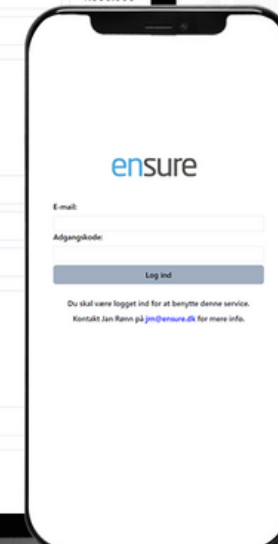 ensure
E-mail:
Adgangskode:
Log ind
Du skal være logget ind for at benytte denne service.
Kontakt Jan Rønn på jrn@ensure.dk for mere info.